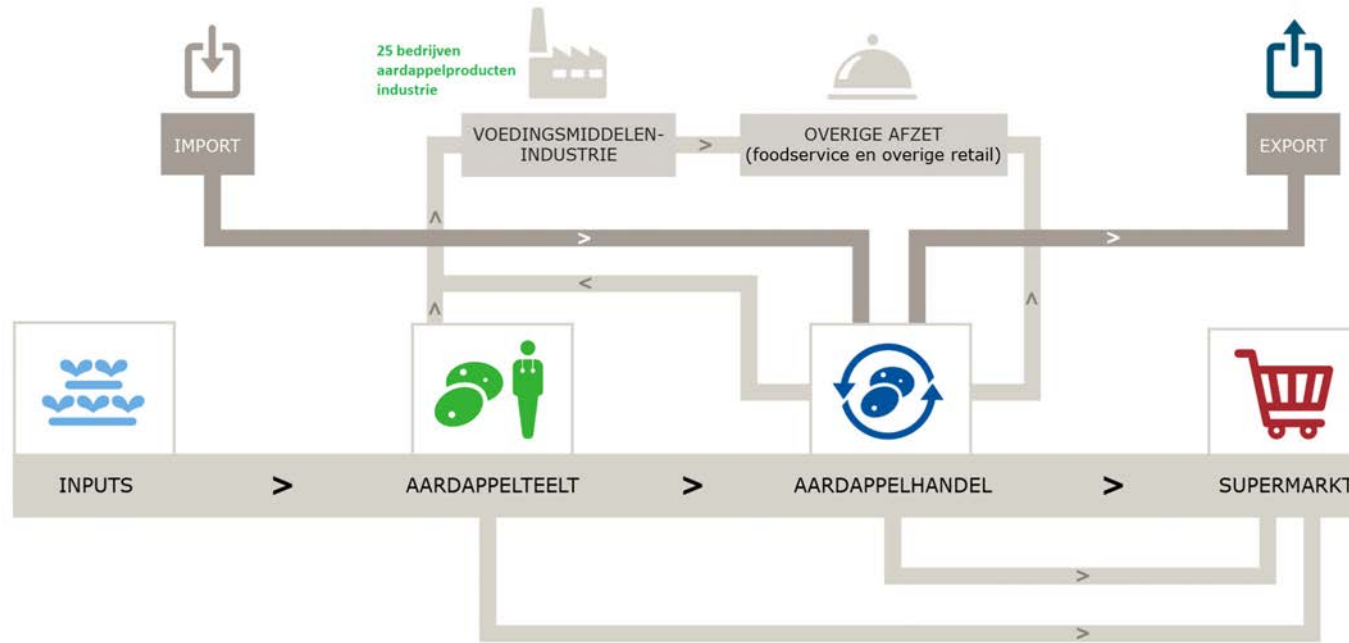 25 bedrijven
aardappelproducten
industrie
IMPORT
VOEDINGSMIDDELEN-
INDUSTRIE
>
OVERIGE AFZET
(foodservice en overige retail)
EXPORT
>
>
<
INPUTS
>
AARDAPPELTEELT
>
AARDAPPELHANDEL
>
SUPERMARKT
>
>